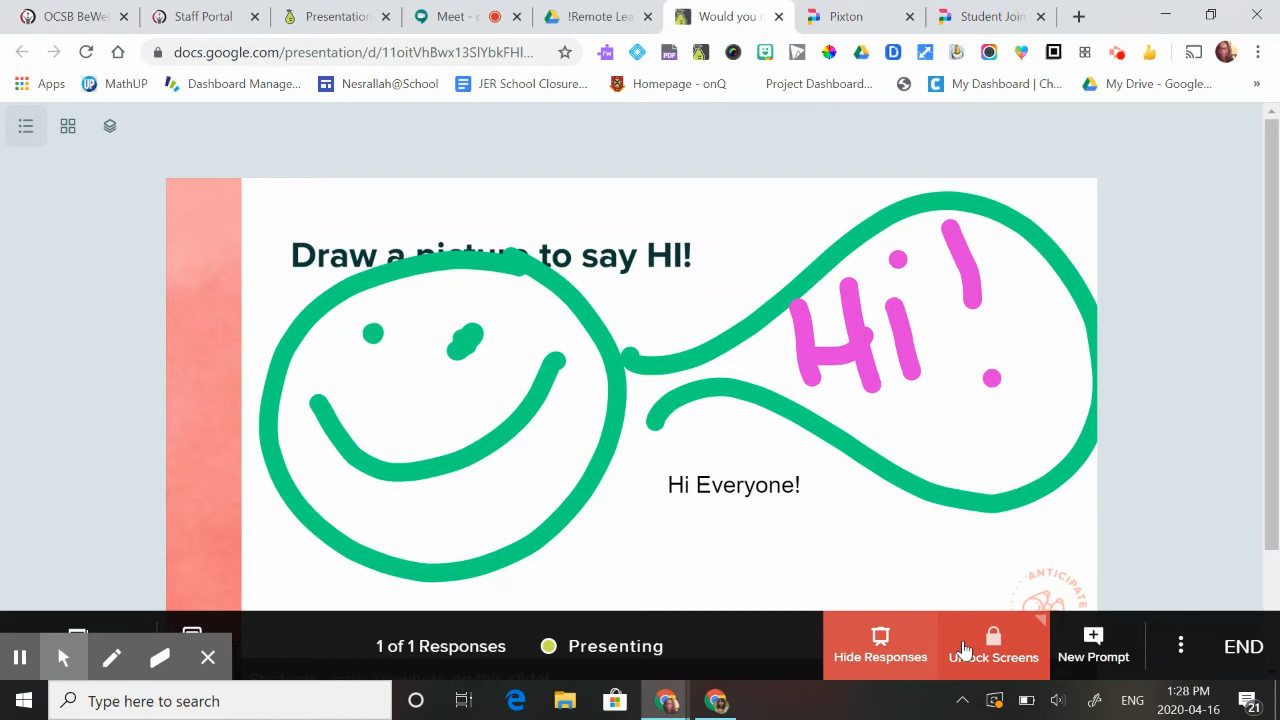 OCSB BeWel
Staff Portal
Presentation
Meet -
!Remote Lea
Would you r
Pixton
Student Join
docs.google.com/presentation/d/11oitVhBwx13SlYbkFHl...
Apps
MathUP
Dashboard Manage...
Nesrallah@School
JER School Closure...
Homepage - onQ
Project Dashboard...
My Dashboard | Ch...
My Drive - Google...
»
Draw a picture to say HI!
Hi!
Hi Everyone!
ANTICIPATE
1 of 1 Responses
Presenting
Hide Responses
Unlock Screens
New Prompt
END
Type here to search
ENG
1:28 PM
2020-04-16
21